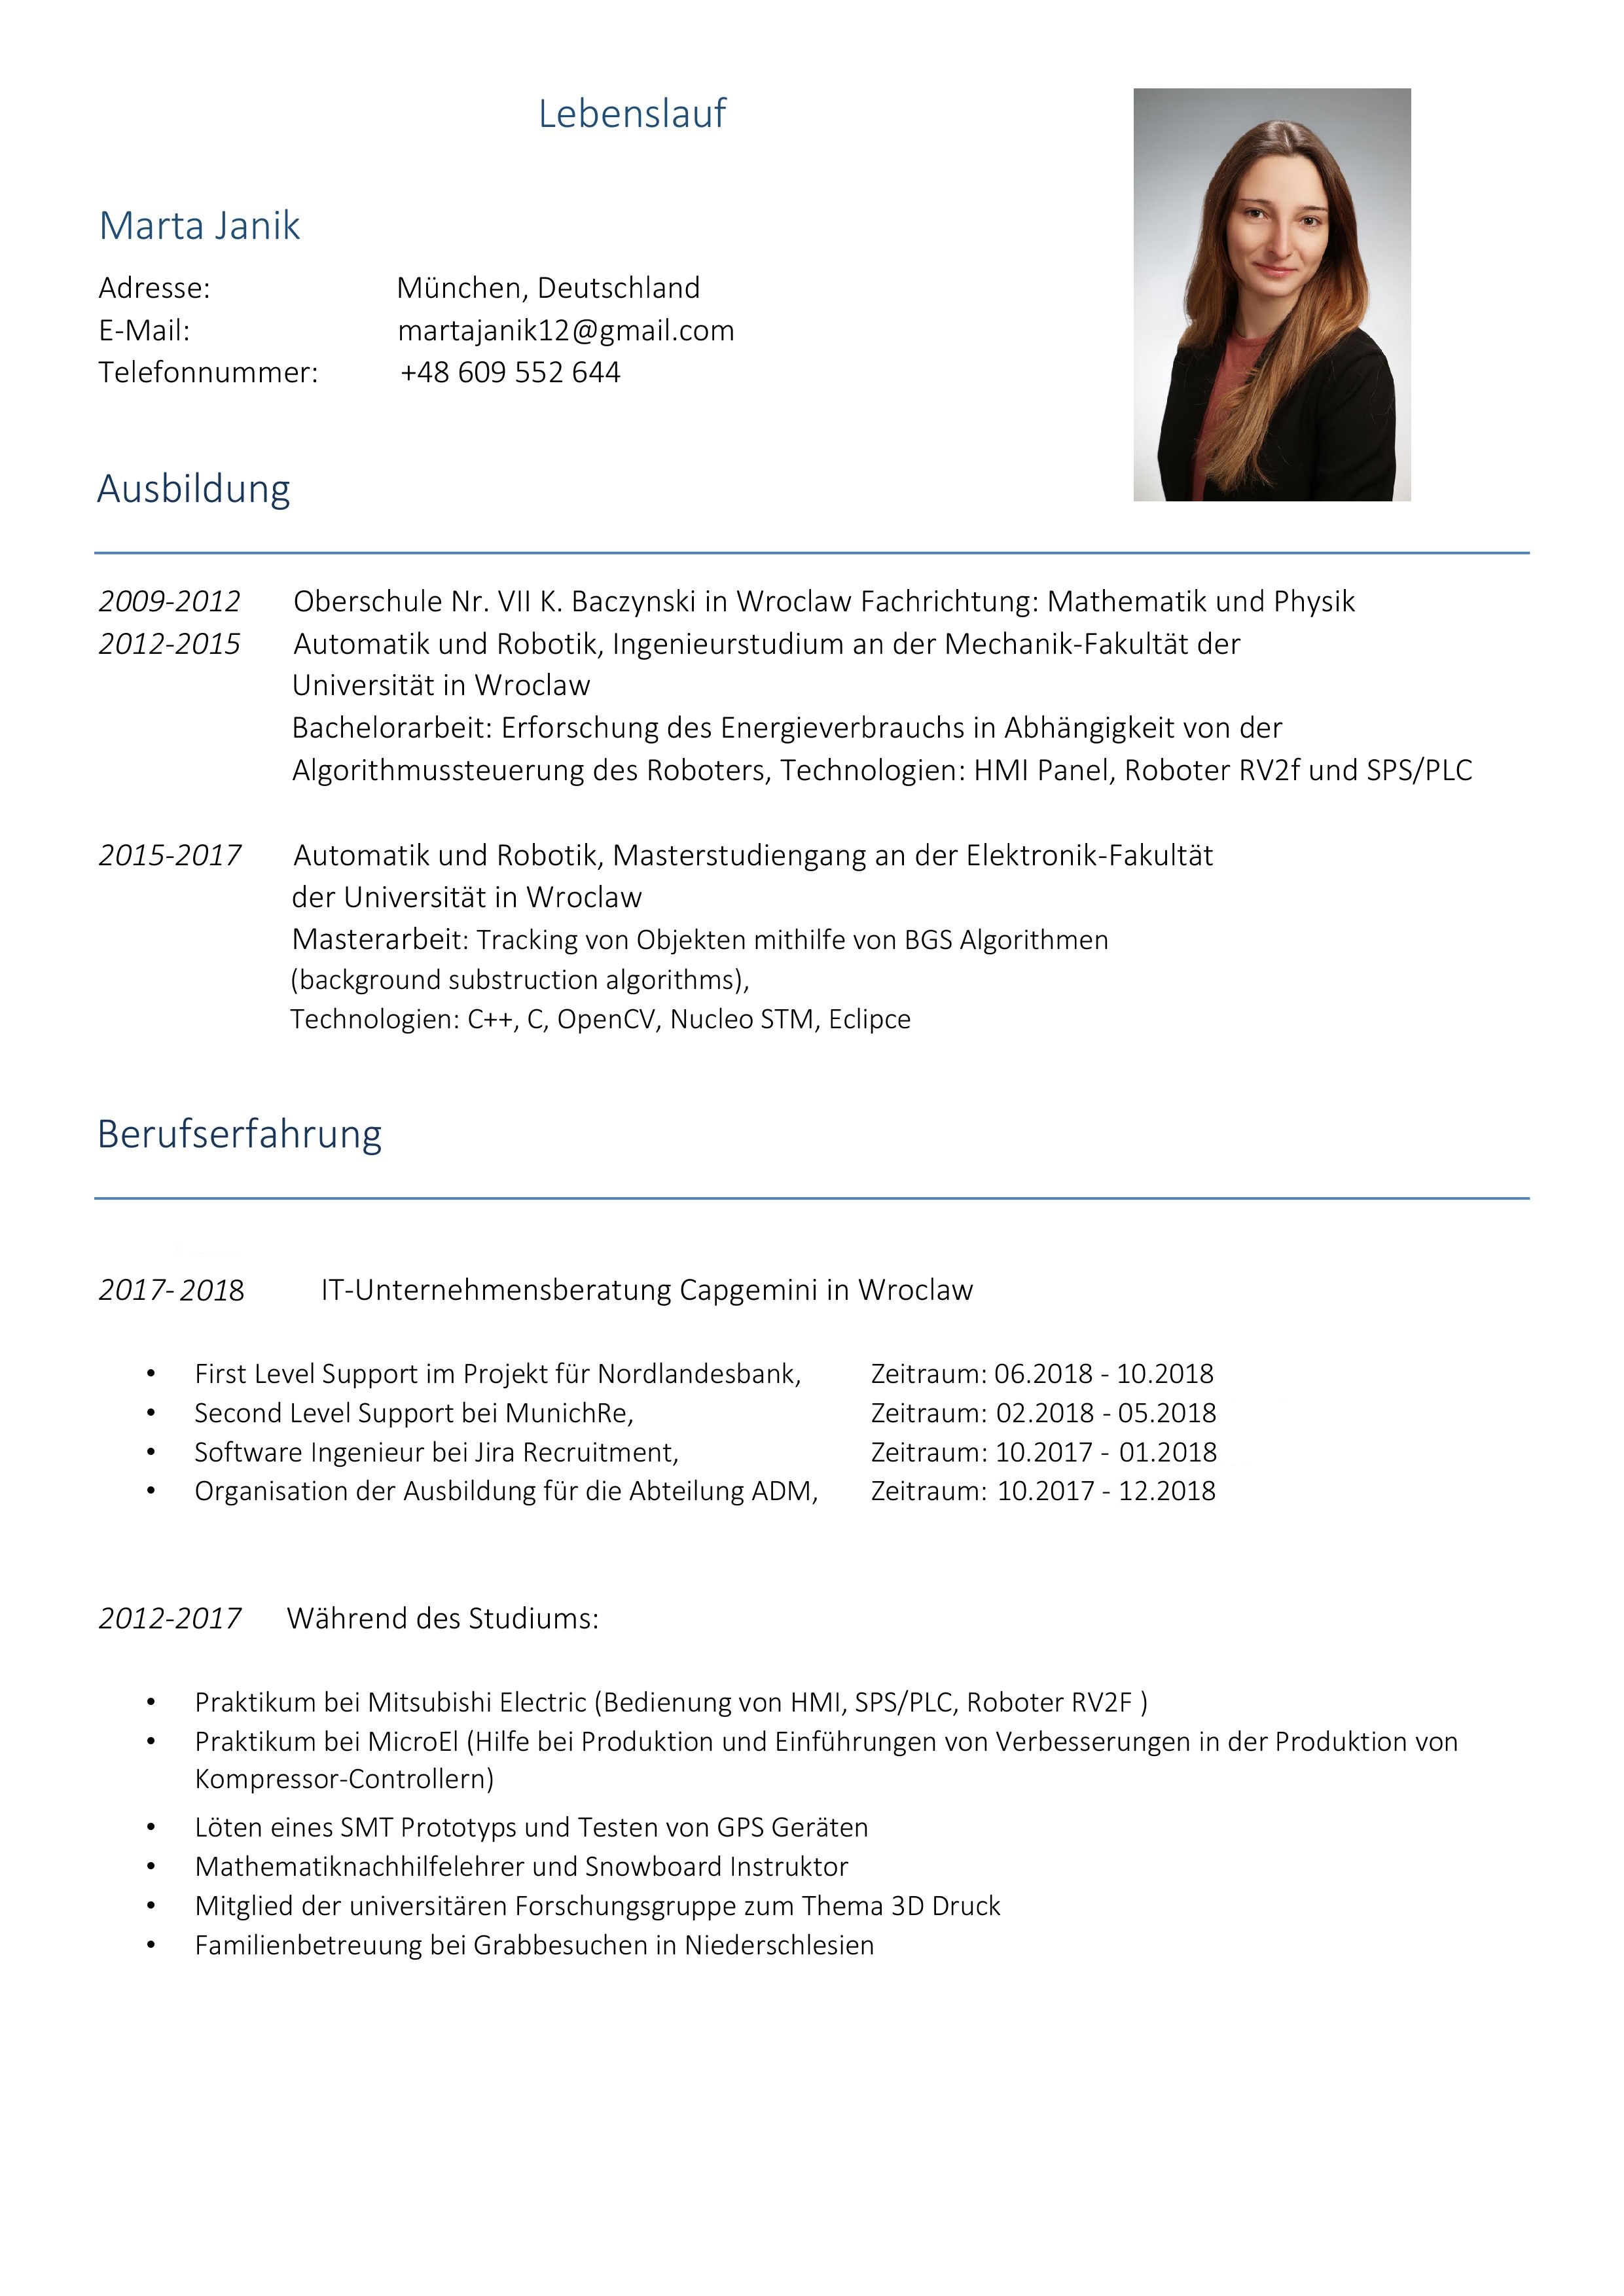 Lebenslauf
Marta Janik
Adresse: München, Deutschland
E-Mail: martajanik12@gmail.com
Telefonnummer: +48 609 552 644
Ausbildung
2009-2012 Oberschule Nr. VII K. Baczynski in Wroclaw Fachrichtung: Mathematik und Physik
2012-2015 Automatik und Robotik, Ingenieurstudium an der Mechanik-Fakultät der
Universität in Wroclaw
Bachelorarbeit: Erforschung des Energieverbrauchs in Abhängigkeit von der
Algorithmussteuerung des Roboters, Technologien: HMI Panel, Roboter RV2f und SPS/PLC
2015-2017 Automatik und Robotik, Masterstudiengang an der Elektronik-Fakultät
der Universität in Wroclaw
Masterarbeit: Tracking von Objekten mithilfe von BGS Algorithmen
(background substruction algorithms),
Technologien: C++, C, OpenCV, Nucleo STM, Eclipce
Berufserfahrung
2017-2018 IT-Unternehmensberatung Capgemini in Wroclaw
• First Level Support im Projekt für Nordlandesbank, Zeitraum: 06.2018 - 10.2018
• Second Level Support bei MunichRe, Zeitraum: 02.2018 - 05.2018
• Software Ingenieur bei Jira Recruitment, Zeitraum: 10.2017 - 01.2018
• Organisation der Ausbildung für die Abteilung ADM, Zeitraum: 10.2017 - 12.2018
2012-2017 Während des Studiums:
• Praktikum bei Mitsubishi Electric (Bedienung von HMI, SPS/PLC, Roboter RV2F )
• Praktikum bei MicroEl (Hilfe bei Produktion und Einführungen von Verbesserungen in der Produktion von
Kompressor-Controllern)
• Löten eines SMT Prototyps und Testen von GPS Geräten
• Mathematiknachhilfelehrer und Snowboard Instruktor
• Mitglied der universitären Forschungsgruppe zum Thema 3D Druck
• Familienbetreuung bei Grabbesuchen in Niederschlesien